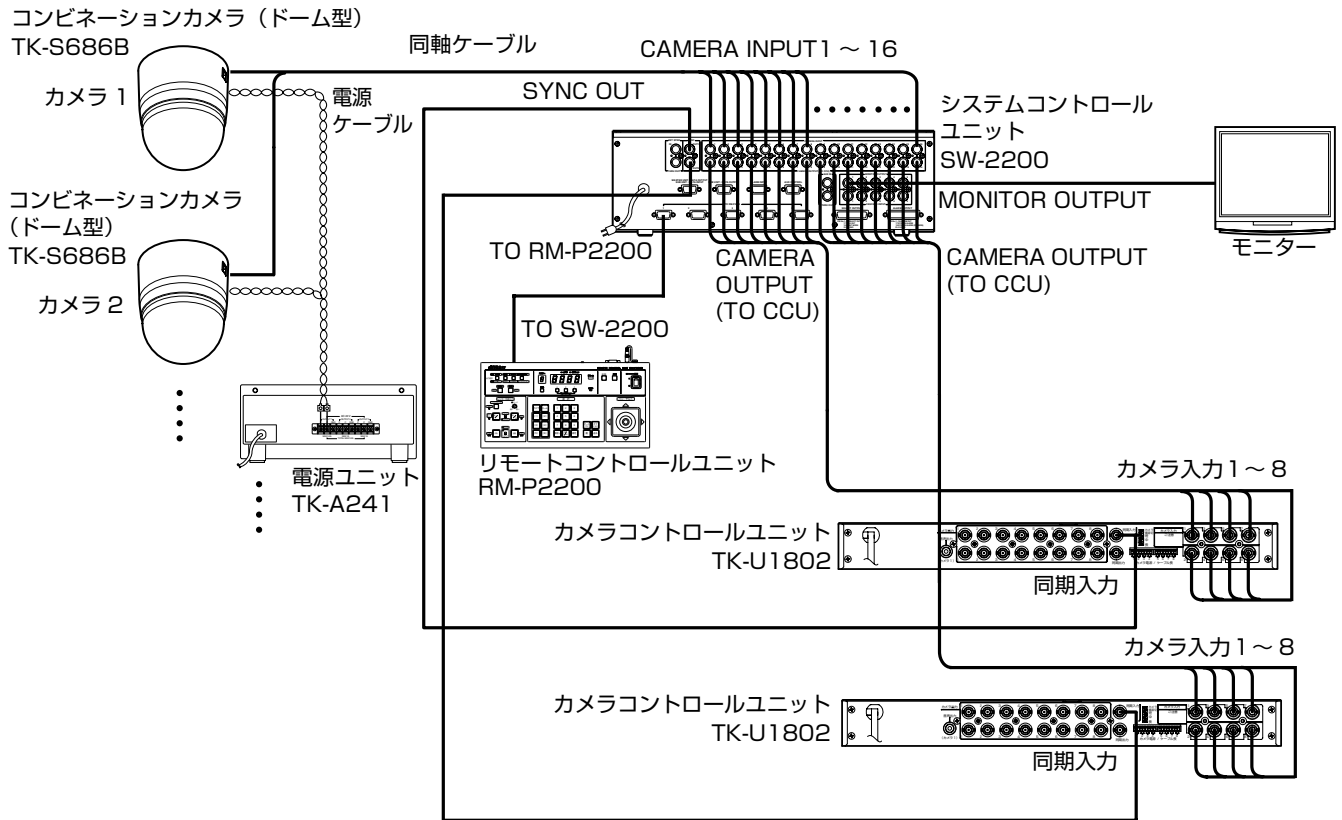 コンビネーションカメラ（ドーム型）
TK-S686B
カメラ 1
同軸ケーブル
CAMERA INPUT1 ～ 16
電源
ケーブル
SYNC OUT
システムコントロール
ユニット
SW-2200
コンビネーションカメラ
（ドーム型）
TK-S686B
カメラ 2
MONITOR OUTPUT
モニター
TO RM-P2200
CAMERA
OUTPUT
(TO CCU)
CAMERA OUTPUT
(TO CCU)
TO SW-2200
電源ユニット
TK-A241
リモートコントロールユニット
RM-P2200
カメラ入力1～ 8
カメラコントロールユニット
TK-U1802
同期入力
カメラ入力1～ 8
カメラコントロールユニット
TK-U1802
同期入力